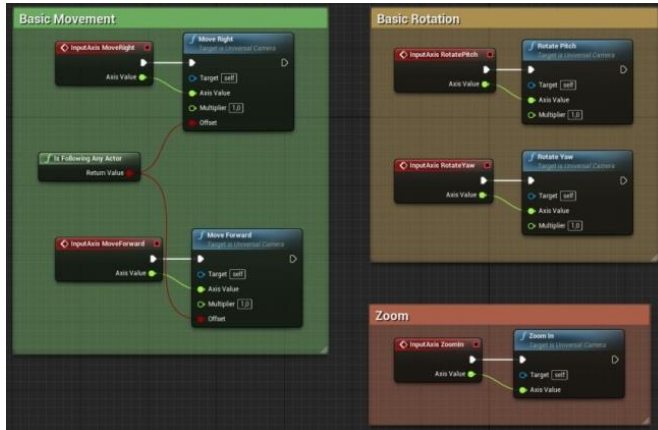 Basic Movement
InputAxis MoveRight
Axis Value
Move Right
Target is Universal Camera
Target self
Axis Value
Multiplier 1,0
Offset
Is Following Any Actor
Return Value
InputAxis MoveForward
Axis Value
Move Forward
Target is Universal Camera
Target self
Axis Value
Multiplier 1,0
Offset
Basic Rotation
InputAxis RotatePitch
Axis Value
Rotate Pitch
Target is Universal Camera
Target self
Axis Value
Multiplier 1,0
InputAxis RotateYaw
Axis Value
Rotate Yaw
Target is Universal Camera
Target self
Axis Value
Multiplier 1,0
Zoom
InputAxis ZoomIn
Axis Value
Zoom In
Target is Universal Camera
Target self
Axis Value